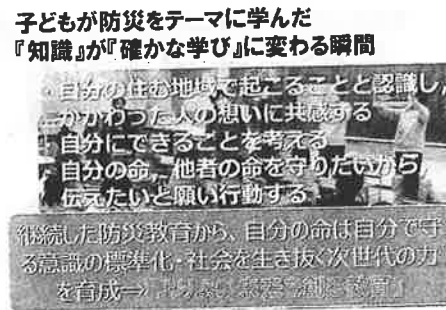 子どもが防災をテーマに学んだ
『知識』が『確かな学び』に変わる瞬間
・自分の住む地域で起こることと認識し,
かかわった人の想いに共感する
・自分にできることを考える
・自分の命,他者の命を守りたいから
伝えたいと願い行動する
継続した防災教育から、自分の命は自分で守
る意識の標準化・社会を生き抜く次世代の力
を育成→